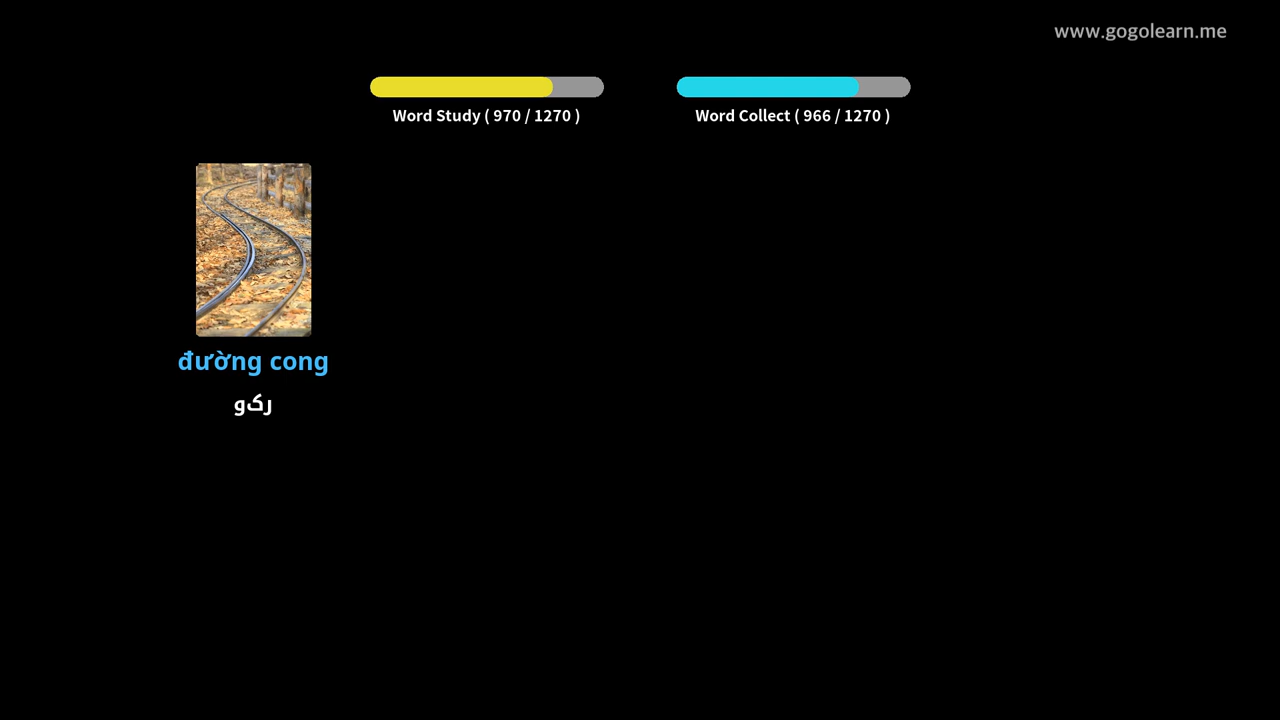 www.gogolearn.me
Word Study ( 970 / 1270 )
Word Collect ( 966 / 1270 )
đường cong
رکو